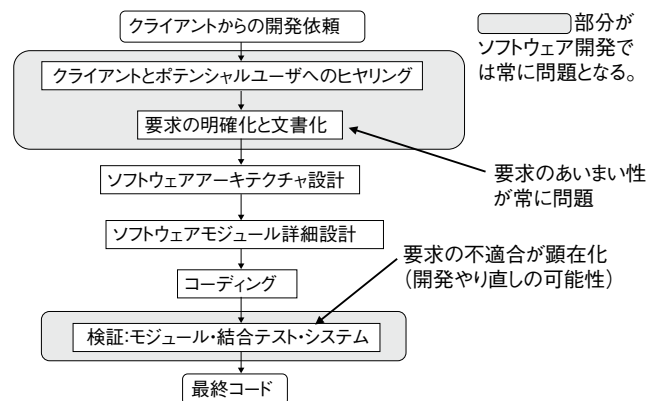 クライアントからの開発依頼
部分が
ソフトウェア開発で
は常に問題となる。
クライアントとポテンシャルユーザへのヒヤリング
要求の明確化と文書化
要求のあいまい性
が常に問題
ソフトウェアアーキテクチャ設計
ソフトウェアモジュール詳細設計
要求の不適合が顕在化
（開発やり直しの可能性）
コーディング
検証:モジュール・結合テスト・システム
最終コード